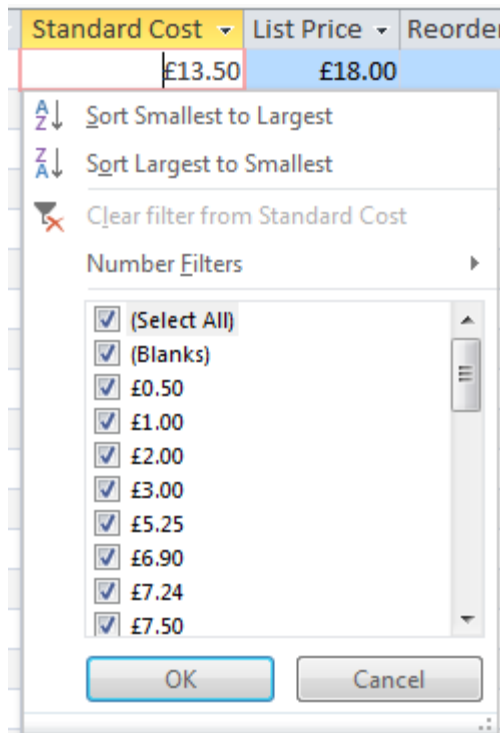 Standard Cost List Price Reorde
£13.50 £18.00
A Z Sort Smallest to Largest
Z A Sort Largest to Smallest
Clear filter from Standard Cost
Number Filters
(Select All)
(Blanks)
£0.50
£1.00
£2.00
£3.00
£5.25
£6.90
£7.24
£7.50
OK Cancel